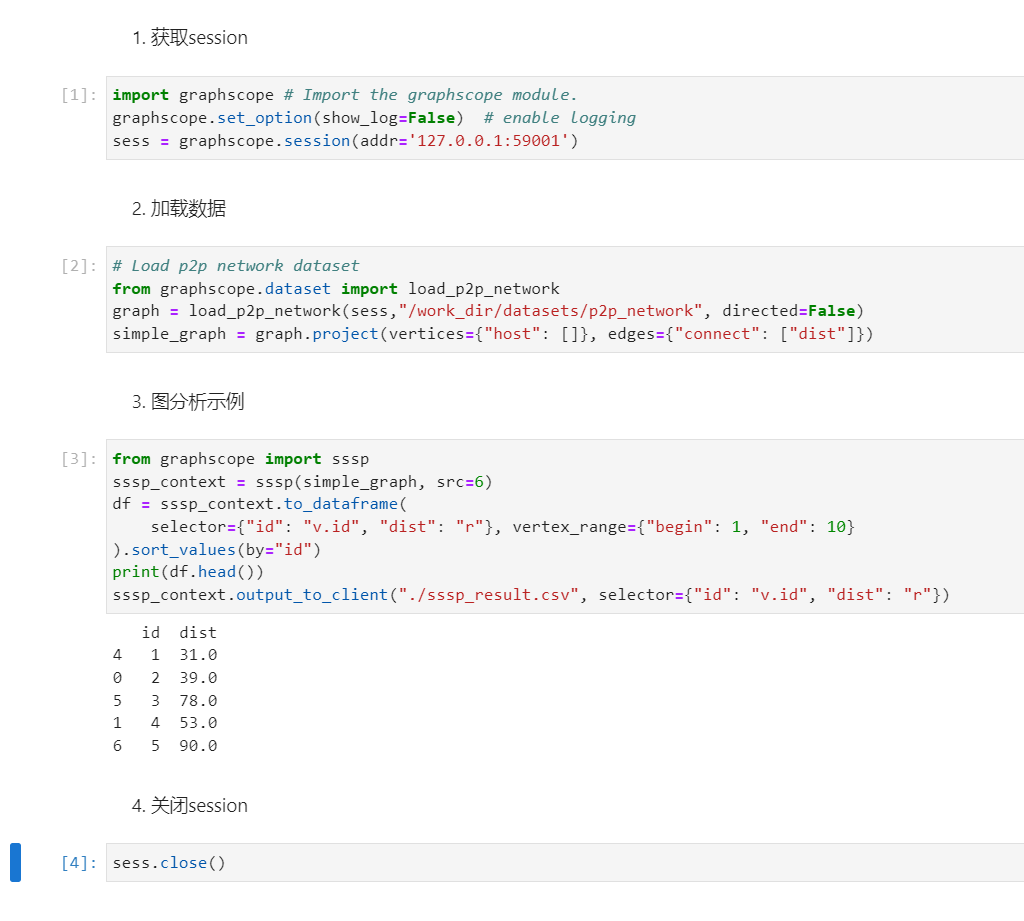 1. 获取session
[1]: import graphscope # Import the graphscope module.
graphscope.set_option(show_log=False)  # enable logging
sess = graphscope.session(addr='127.0.0.1:59001')
2. 加载数据
[2]: # Load p2p network dataset
from graphscope.dataset import load_p2p_network
graph = load_p2p_network(sess,"/work_dir/datasets/p2p_network", directed=False)
simple_graph = graph.project(vertices={"host": []}, edges={"connect": ["dist"]})
3. 图分析示例
[3]: from graphscope import sssp
sssp_context = sssp(simple_graph, src=6)
df = sssp_context.to_dataframe(
    selector={"id": "v.id", "dist": "r"}, vertex_range={"begin": 1, "end": 10}
).sort_values(by="id")
print(df.head())
sssp_context.output_to_client("./sssp_result.csv", selector={"id": "v.id", "dist": "r"})
   id  dist
4   1  31.0
0   2  39.0
5   3  78.0
1   4  53.0
6   5  90.0
4. 关闭session
[4]: sess.close()